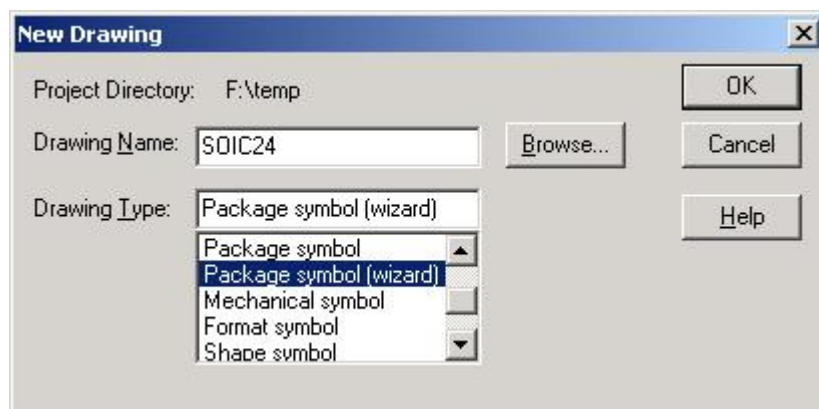 New Drawing
Project Directory: F:\temp
OK
Drawing Name: SOIC24
Browse...
Cancel
Drawing Type: Package symbol (wizard)
Help
Package symbol
Package symbol (wizard)
Mechanical symbol
Format symbol
Shape symbol